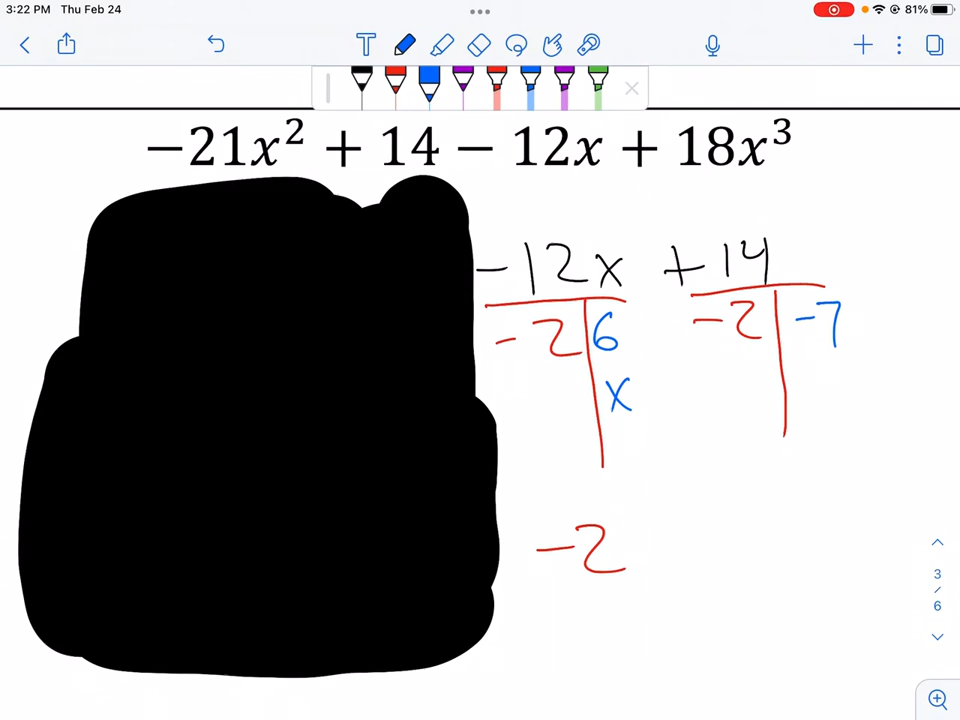 3:22 PM Thu Feb 24
81%
T
−21x² + 14 − 12x + 18x³
-12x +14
-2 6 -2 -7
x
-2
3
/
6